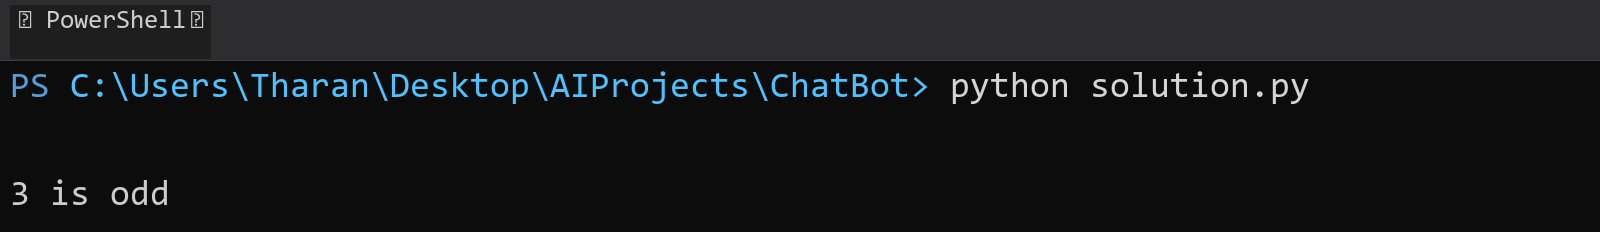 PowerShell
PS C:\Users\Tharan\Desktop\AIProjects\ChatBot> python solution.py
3 is odd